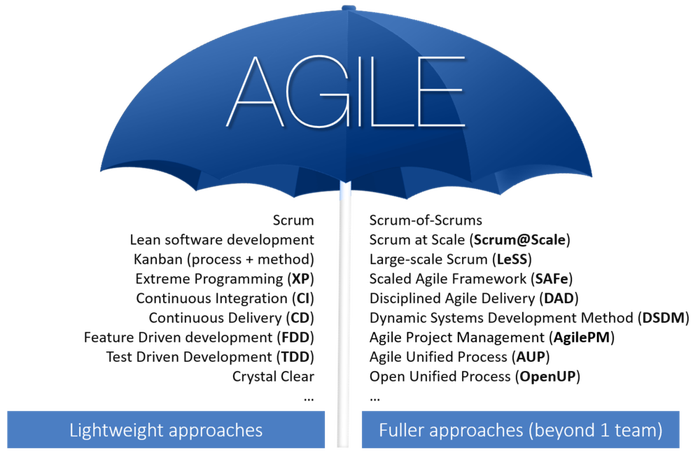 AGILE
Scrum
Lean software development
Kanban (process + method)
Extreme Programming (XP)
Continuous Integration (CI)
Continuous Delivery (CD)
Feature Driven development (FDD)
Test Driven Development (TDD)
Crystal Clear
...
Lightweight approaches
Scrum-of-Scrums
Scrum at Scale (Scrum@Scale)
Large-scale Scrum (LeSS)
Scaled Agile Framework (SAFe)
Disciplined Agile Delivery (DAD)
Dynamic Systems Development Method (DSDM)
Agile Project Management (AgilePM)
Agile Unified Process (AUP)
Open Unified Process (OpenUP)
...
Fuller approaches (beyond 1 team)